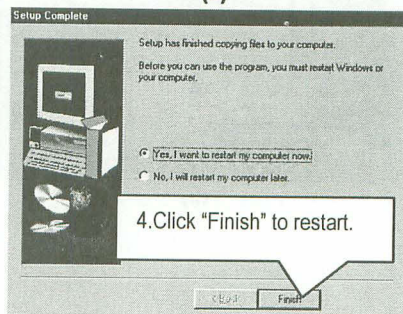 Setup Complete
Setup has finished copying files to your computer.
Before you can use the program, you must restart Windows or
your computer.
Yes, I want to restart my computer now.
No, I will restart my computer later.
4.Click “Finish” to restart.
< Back
Finish